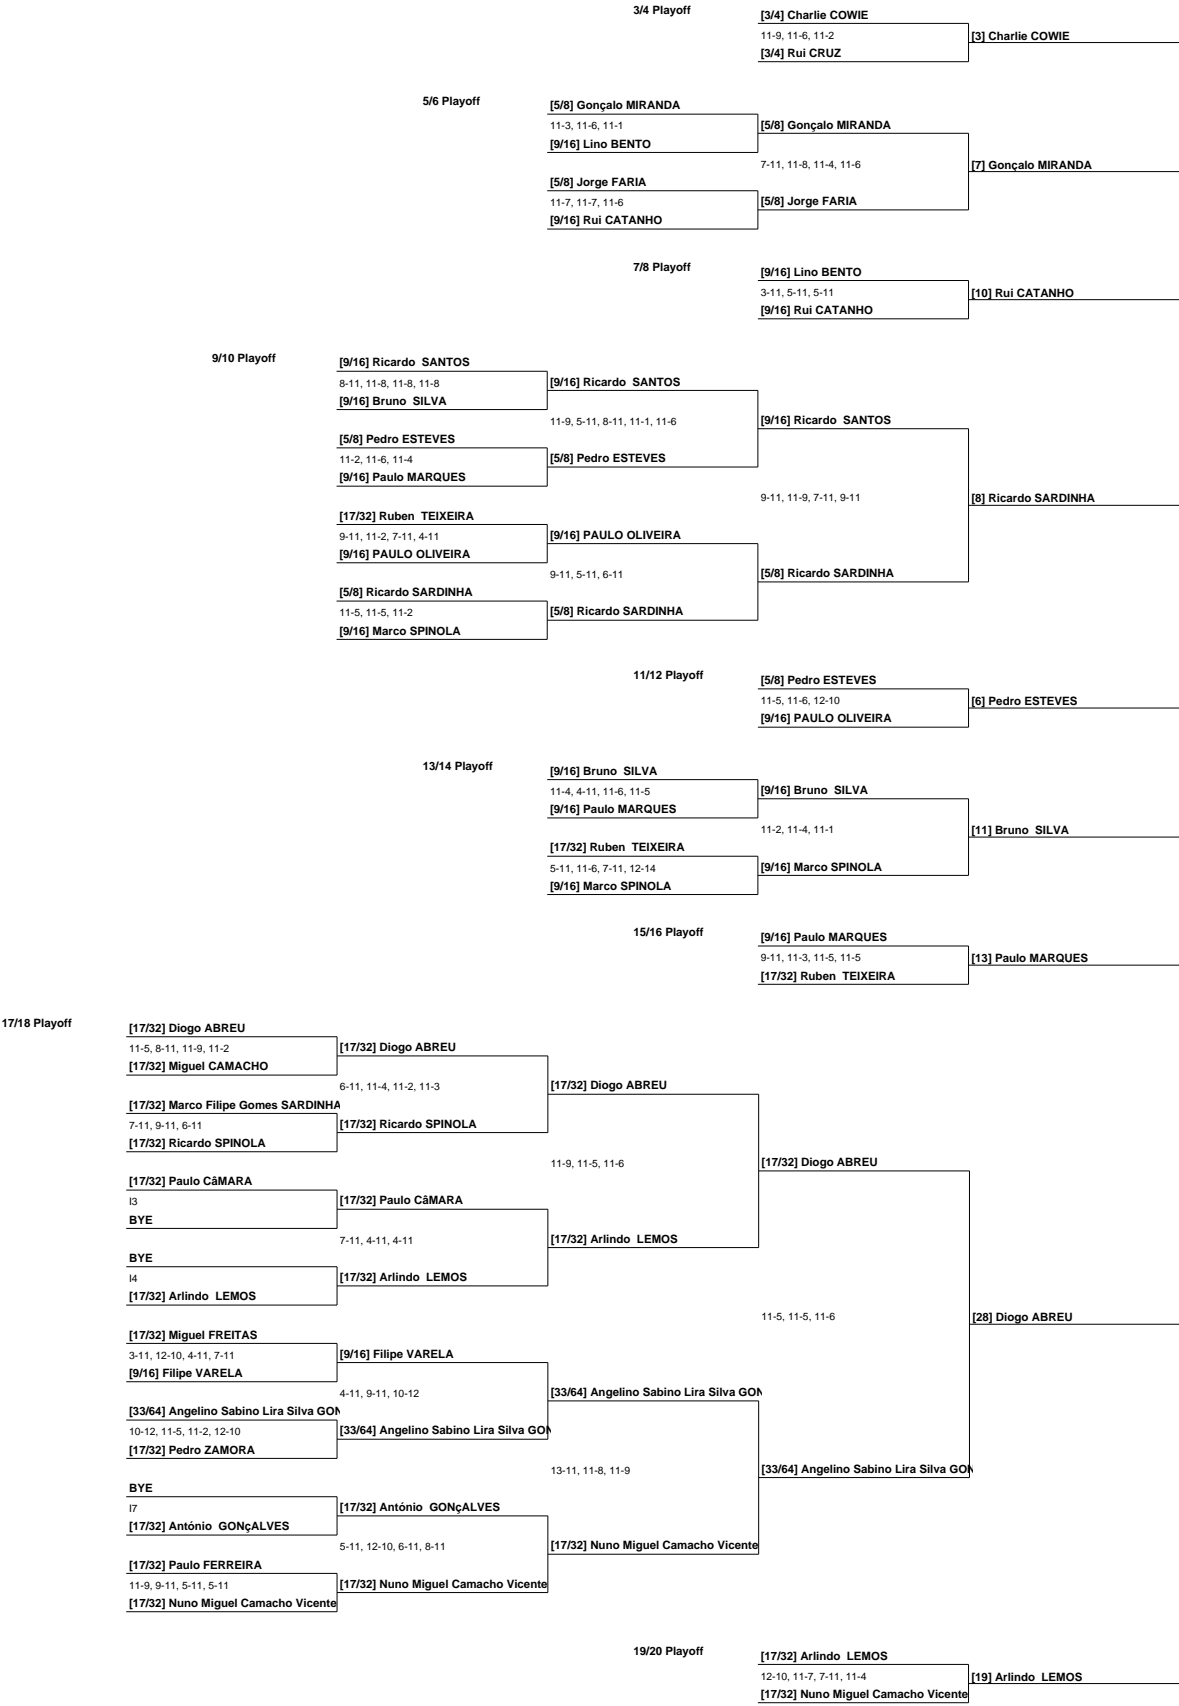 3/4 Playoff
[3/4] Charlie COWIE
11-9, 11-6, 11-2
[3] Charlie COWIE
[3/4] Rui CRUZ
5/6 Playoff
[5/8] Gonçalo MIRANDA
11-3, 11-6, 11-1
[5/8] Gonçalo MIRANDA
[9/16] Lino BENTO
7-11, 11-8, 11-4, 11-6
[7] Gonçalo MIRANDA
[5/8] Jorge FARIA
11-7, 11-7, 11-6
[5/8] Jorge FARIA
[9/16] Rui CATANHO
7/8 Playoff
[9/16] Lino BENTO
3-11, 5-11, 5-11
[10] Rui CATANHO
[9/16] Rui CATANHO
9/10 Playoff
[9/16] Ricardo SANTOS
8-11, 11-8, 11-8, 11-8
[9/16] Ricardo SANTOS
[9/16] Bruno SILVA
11-9, 5-11, 8-11, 11-1, 11-6
[9/16] Ricardo SANTOS
[5/8] Pedro ESTEVES
11-2, 11-6, 11-4
[5/8] Pedro ESTEVES
[9/16] Paulo MARQUES
9-11, 11-9, 7-11, 9-11
[8] Ricardo SARDINHA
[17/32] Ruben TEIXEIRA
9-11, 11-2, 7-11, 4-11
[9/16] PAULO OLIVEIRA
[9/16] PAULO OLIVEIRA
9-11, 5-11, 6-11
[5/8] Ricardo SARDINHA
[5/8] Ricardo SARDINHA
11-5, 11-5, 11-2
[5/8] Ricardo SARDINHA
[9/16] Marco SPINOLA
11/12 Playoff
[5/8] Pedro ESTEVES
11-5, 11-6, 12-10
[6] Pedro ESTEVES
[9/16] PAULO OLIVEIRA
13/14 Playoff
[9/16] Bruno SILVA
11-4, 4-11, 11-6, 11-5
[9/16] Bruno SILVA
[9/16] Paulo MARQUES
11-2, 11-4, 11-1
[11] Bruno SILVA
[17/32] Ruben TEIXEIRA
5-11, 11-6, 7-11, 12-14
[9/16] Marco SPINOLA
[9/16] Marco SPINOLA
15/16 Playoff
[9/16] Paulo MARQUES
9-11, 11-3, 11-5, 11-5
[13] Paulo MARQUES
[17/32] Ruben TEIXEIRA
17/18 Playoff
[17/32] Diogo ABREU
11-5, 8-11, 11-9, 11-2
[17/32] Diogo ABREU
[17/32] Miguel CAMACHO
6-11, 11-4, 11-2, 11-3
[17/32] Diogo ABREU
[17/32] Marco Filipe Gomes SARDINHA
7-11, 9-11, 6-11
[17/32] Ricardo SPINOLA
[17/32] Ricardo SPINOLA
11-9, 11-5, 11-6
[17/32] Diogo ABREU
[17/32] Paulo CâMARA
I3
[17/32] Paulo CâMARA
BYE
7-11, 4-11, 4-11
[17/32] Arlindo LEMOS
BYE
I4
[17/32] Arlindo LEMOS
[17/32] Arlindo LEMOS
11-5, 11-5, 11-6
[28] Diogo ABREU
[17/32] Miguel FREITAS
3-11, 12-10, 4-11, 7-11
[9/16] Filipe VARELA
[9/16] Filipe VARELA
4-11, 9-11, 10-12
[33/64] Angelino Sabino Lira Silva GON
[33/64] Angelino Sabino Lira Silva GON
10-12, 11-5, 11-2, 12-10
[33/64] Angelino Sabino Lira Silva GON
[17/32] Pedro ZAMORA
13-11, 11-8, 11-9
[33/64] Angelino Sabino Lira Silva GON
BYE
I7
[17/32] António GONçALVES
[17/32] António GONçALVES
5-11, 12-10, 6-11, 8-11
[17/32] Nuno Miguel Camacho Vicente
[17/32] Paulo FERREIRA
11-9, 9-11, 5-11, 5-11
[17/32] Nuno Miguel Camacho Vicente
[17/32] Nuno Miguel Camacho Vicente
19/20 Playoff
[17/32] Arlindo LEMOS
12-10, 11-7, 7-11, 11-4
[19] Arlindo LEMOS
[17/32] Nuno Miguel Camacho Vicente